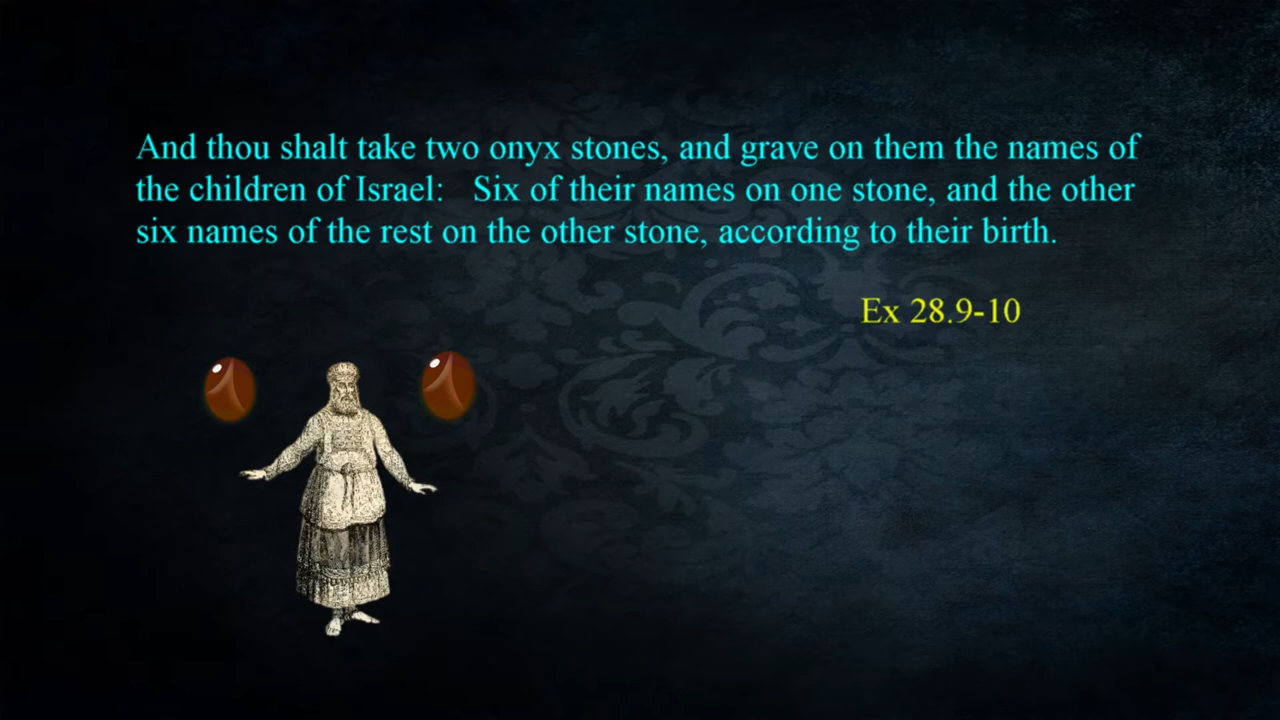 And thou shalt take two onyx stones, and grave on them the names of
the children of Israel: Six of their names on one stone, and the other
six names of the rest on the other stone, according to their birth.
Ex 28.9-10